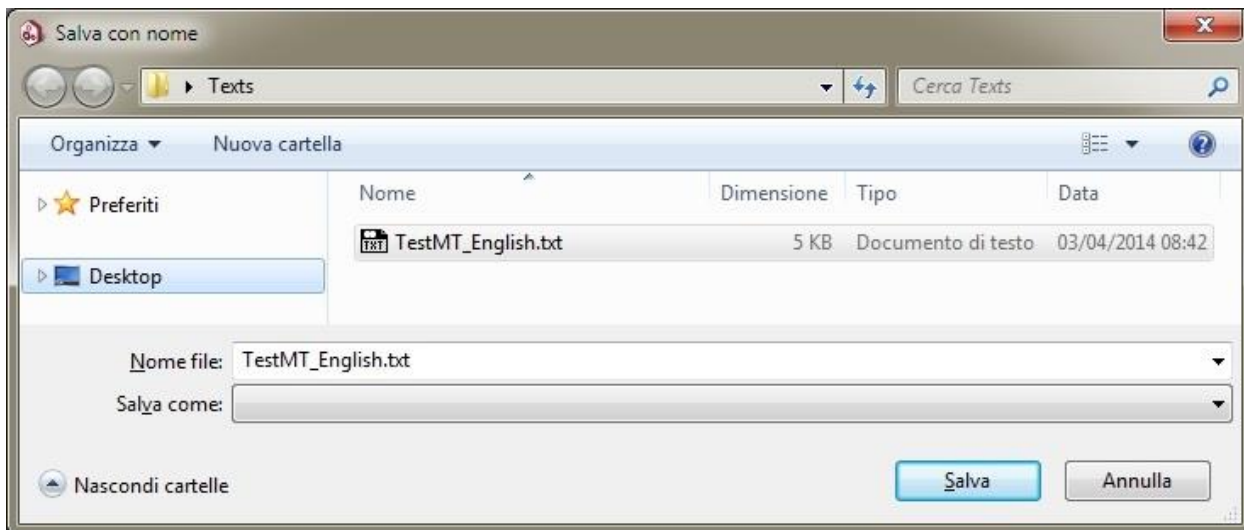 Salva con nome
Texts Cerca Texts
Organizza Nuova cartella
Nome Dimensione Tipo Data
Preferiti
TXT TestMT_English.txt 5 KB Documento di testo 03/04/2014 08:42
Desktop
Nome file: TestMT_English.txt
Salva come:
Nascondi cartelle Salva Annulla